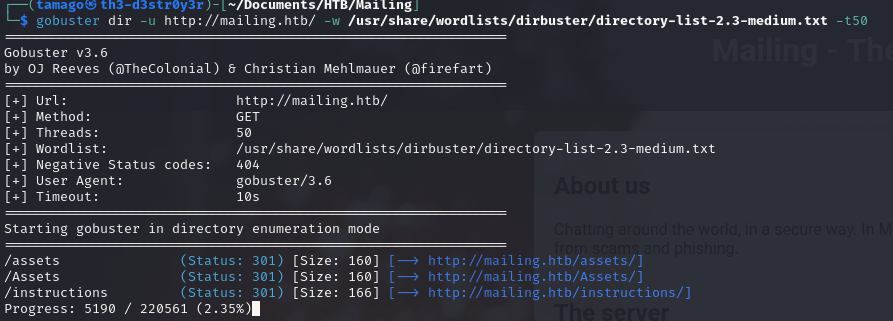 ┌──(tamago㉿th3-d3str0y3r)-[~/Documents/HTB/Mailing]
└─$ gobuster dir -u http://mailing.htb/ -w /usr/share/wordlists/dirbuster/directory-list-2.3-medium.txt -t50
===============================================================
Gobuster v3.6
by OJ Reeves (@TheColonial) & Christian Mehlmauer (@firefart)
===============================================================
[+] Url:                     http://mailing.htb/
[+] Method:                  GET
[+] Threads:                 50
[+] Wordlist:                /usr/share/wordlists/dirbuster/directory-list-2.3-medium.txt
[+] Negative Status codes:   404
[+] User Agent:              gobuster/3.6
[+] Timeout:                 10s
===============================================================
Starting gobuster in directory enumeration mode
===============================================================
/assets               (Status: 301) [Size: 160] [--> http://mailing.htb/assets/]
/Assets               (Status: 301) [Size: 160] [--> http://mailing.htb/Assets/]
/instructions         (Status: 301) [Size: 166] [--> http://mailing.htb/instructions/]
Progress: 5190 / 220561 (2.35%)
Mailing - The
About us
Chatting around the world, in a secure way. In M
from scams and phishing.
The server